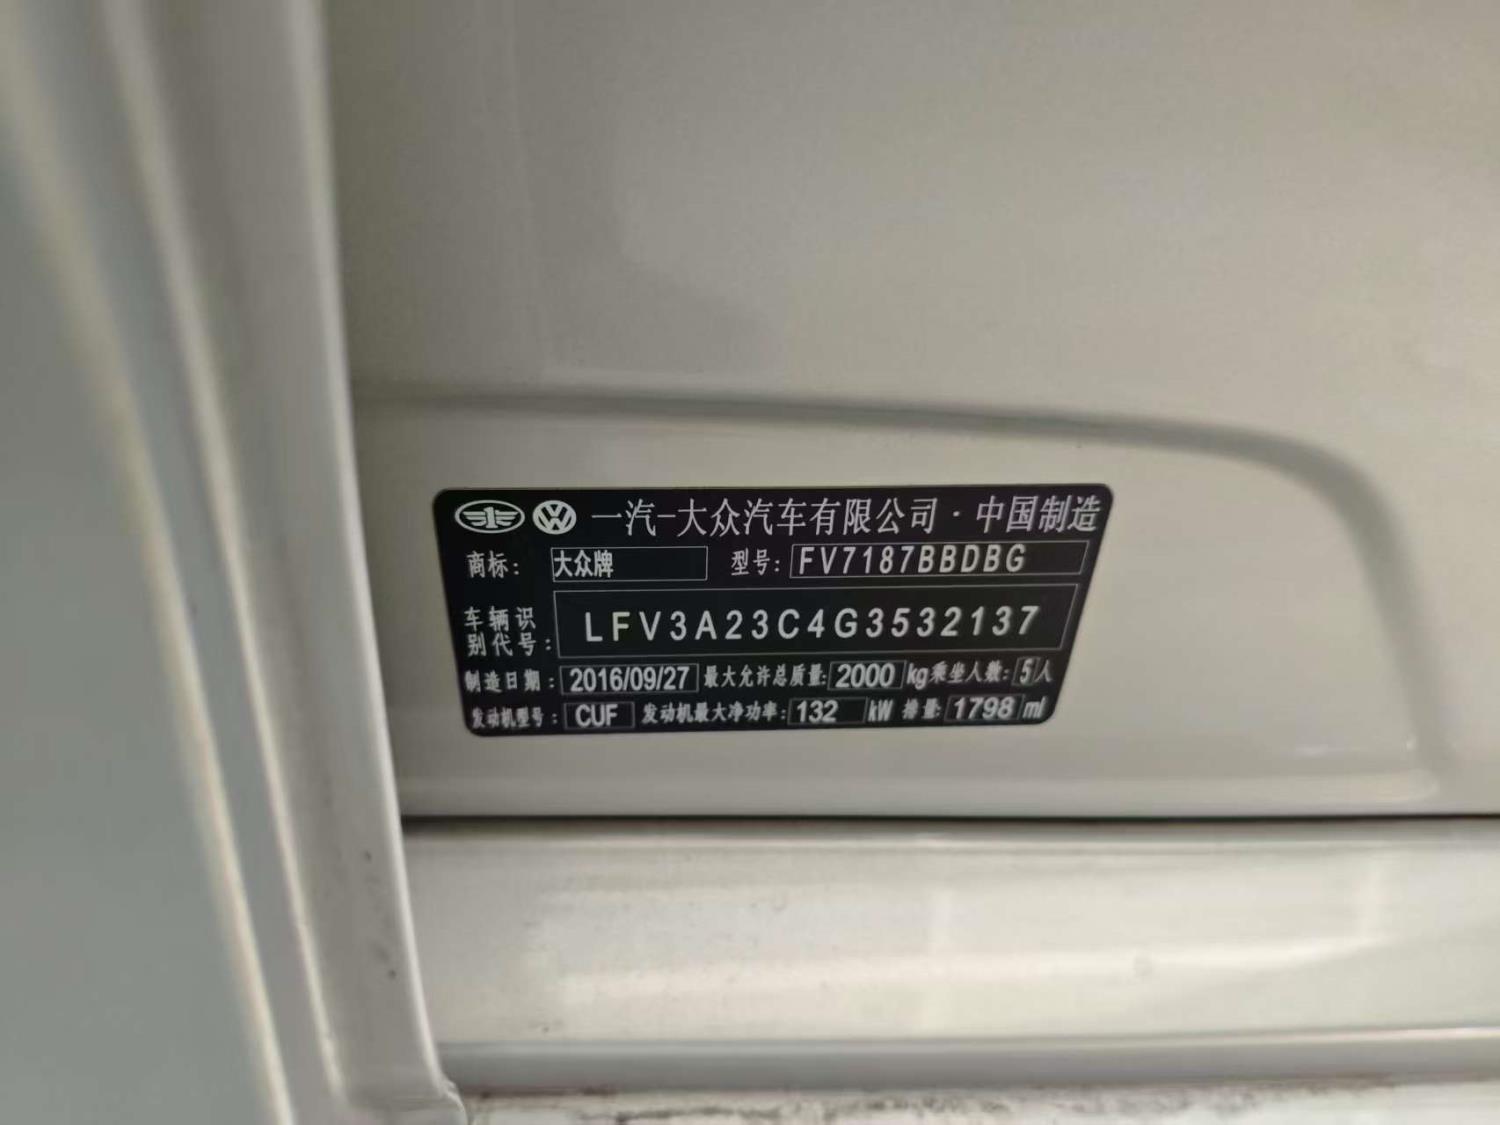 一汽-大众汽车有限公司·中国制造
商标: 大众牌 型号: FV7187BBDBG
车辆识别代号: LFV3A23C4G3532137
制造日期: 2016/09/27 最大允许总质量: 2000 kg 乘坐人数: 5 人
发动机型号: CUF 发动机最大净功率: 132 kW 排量: 1798 ml